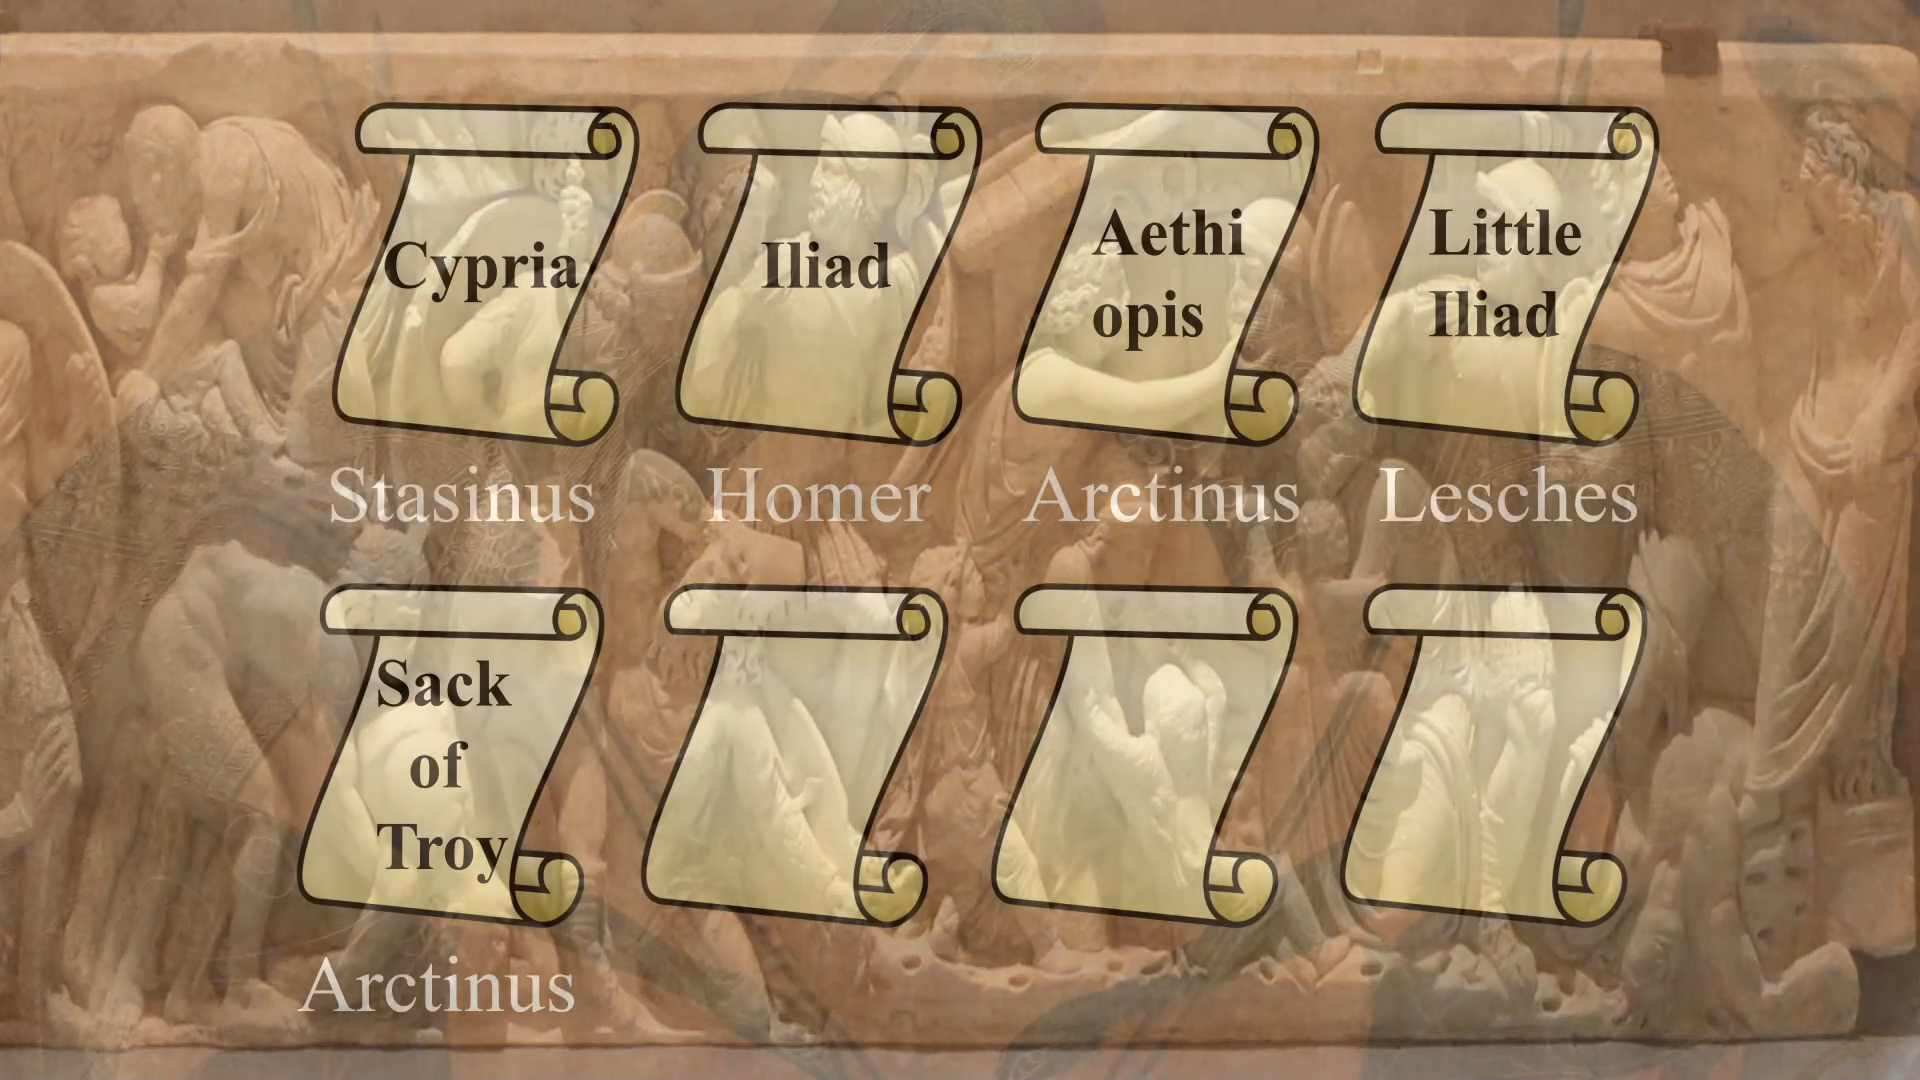 Cypria
Iliad
Aethi
opis
Little
Iliad
Stasinus
Homer
Arctinus
Lesches
Sack
of
Troy
Arctinus